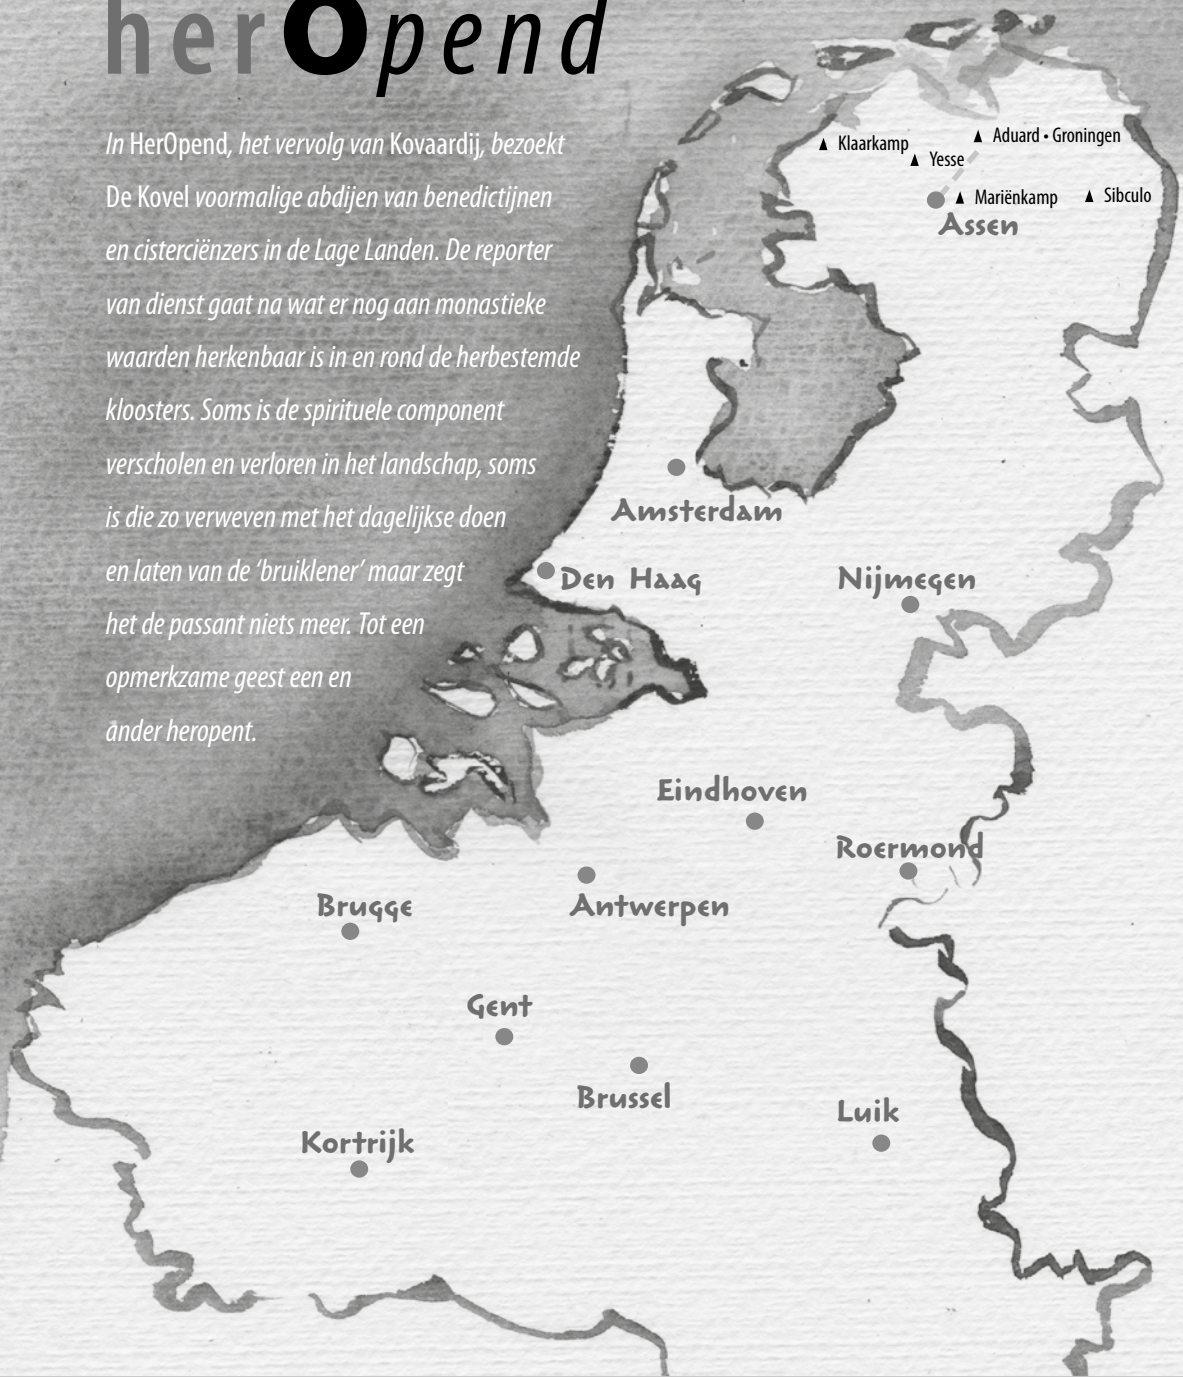 herOpend
In HerOpend, het vervolg van Kovaardij, bezoekt
De Kovel voormalige abdijen van benedictijnen
en cisterciënzers in de Lage Landen. De reporter
van dienst gaat na wat er nog aan monastieke
waarden herkenbaar is in en rond de herbestemde
kloosters. Soms is de spirituele component
verscholen en verloren in het landschap, soms
is die zo verweven met het dagelijkse doen
en laten van de ‘bruiklener’ maar zegt
het de passant niets meer. Tot een
opmerkzame geest een en
ander heropent.
Klaarkamp
Aduard • Groningen
Yesse
Mariënkamp
Sibculo
Assen
Amsterdam
Den Haag
Nijmegen
Eindhoven
Roermond
Brugge
Antwerpen
Gent
Brussel
Luik
Kortrijk